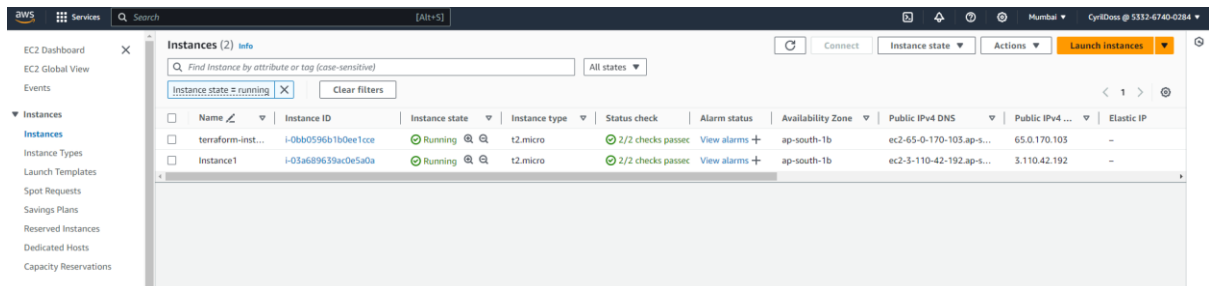 aws Services Search [Alt+S] Mumbai ▼ CyrilDoss @ 5332-6740-0284 ▼
EC2 Dashboard
EC2 Global View
Events
Instances
Instances
Instance Types
Launch Templates
Spot Requests
Savings Plans
Reserved Instances
Dedicated Hosts
Capacity Reservations
Instances (2) Info Connect Instance state ▼ Actions ▼ Launch instances ▼
Find Instance by attribute or tag (case-sensitive) All states ▼
Instance state = running Clear filters 1
Name Instance ID Instance state Instance type Status check Alarm status Availability Zone Public IPv4 DNS Public IPv4 ... Elastic IP
terraform-inst... i-0bb0596b1b0ee1cce Running t2.micro 2/2 checks passec View alarms + ap-south-1b ec2-65-0-170-103.ap-s... 65.0.170.103 –
Instance1 i-03a689639ac0e5a0a Running t2.micro 2/2 checks passec View alarms + ap-south-1b ec2-3-110-42-192.ap-s... 3.110.42.192 –